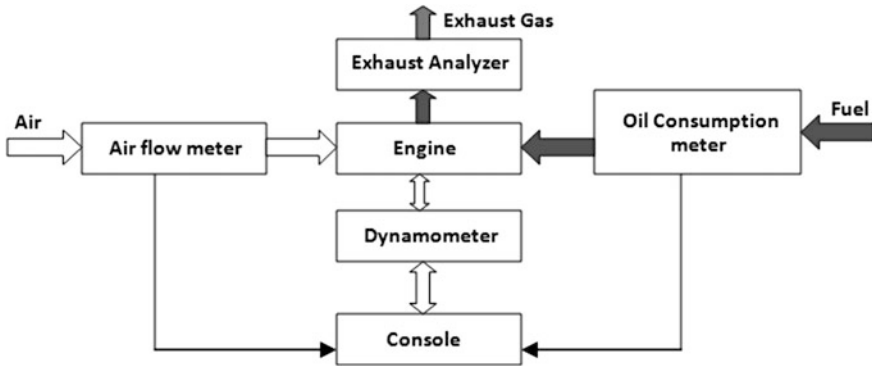 Exhaust Gas
Exhaust Analyzer
Air
Air flow meter
Engine
Oil Consumption
meter
Fuel
Dynamometer
Console